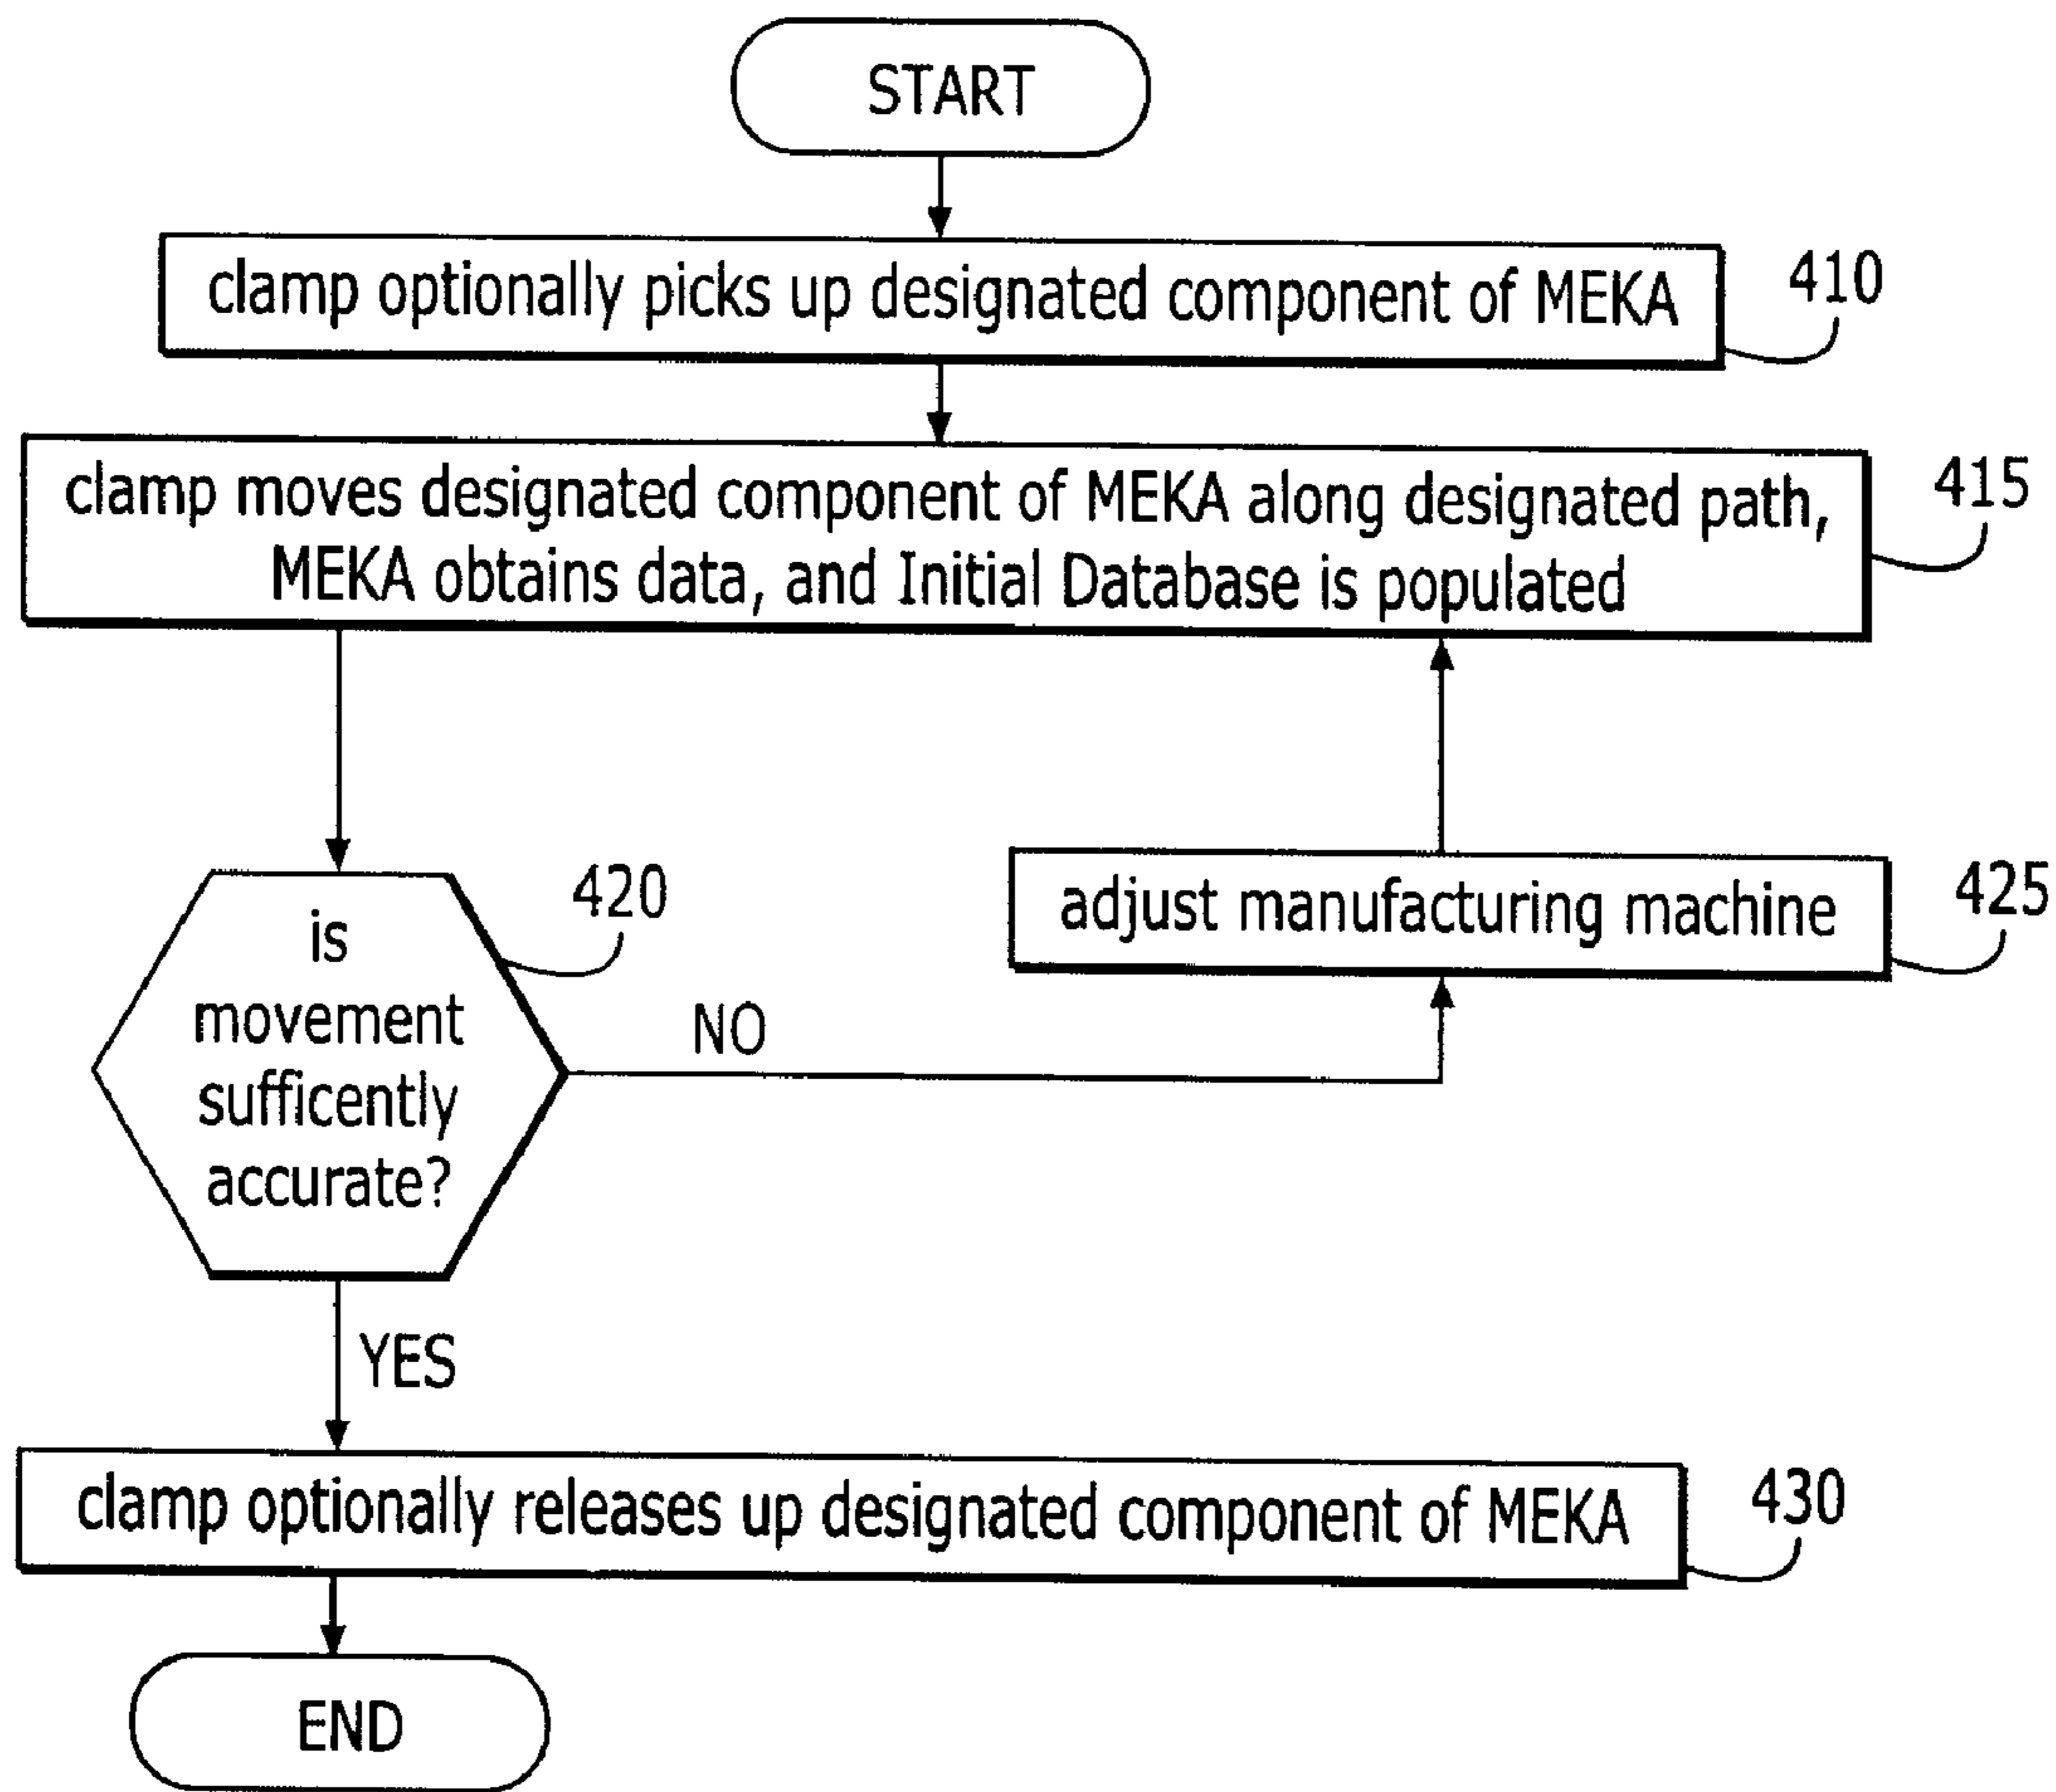 START
clamp optionally picks up designated component of MEKA
410
clamp moves designated component of MEKA along designated path,
MEKA obtains data, and Initial Database is populated
415
is
movement
sufficently
accurate?
420
NO
adjust manufacturing machine
425
YES
clamp optionally releases up designated component of MEKA
430
END